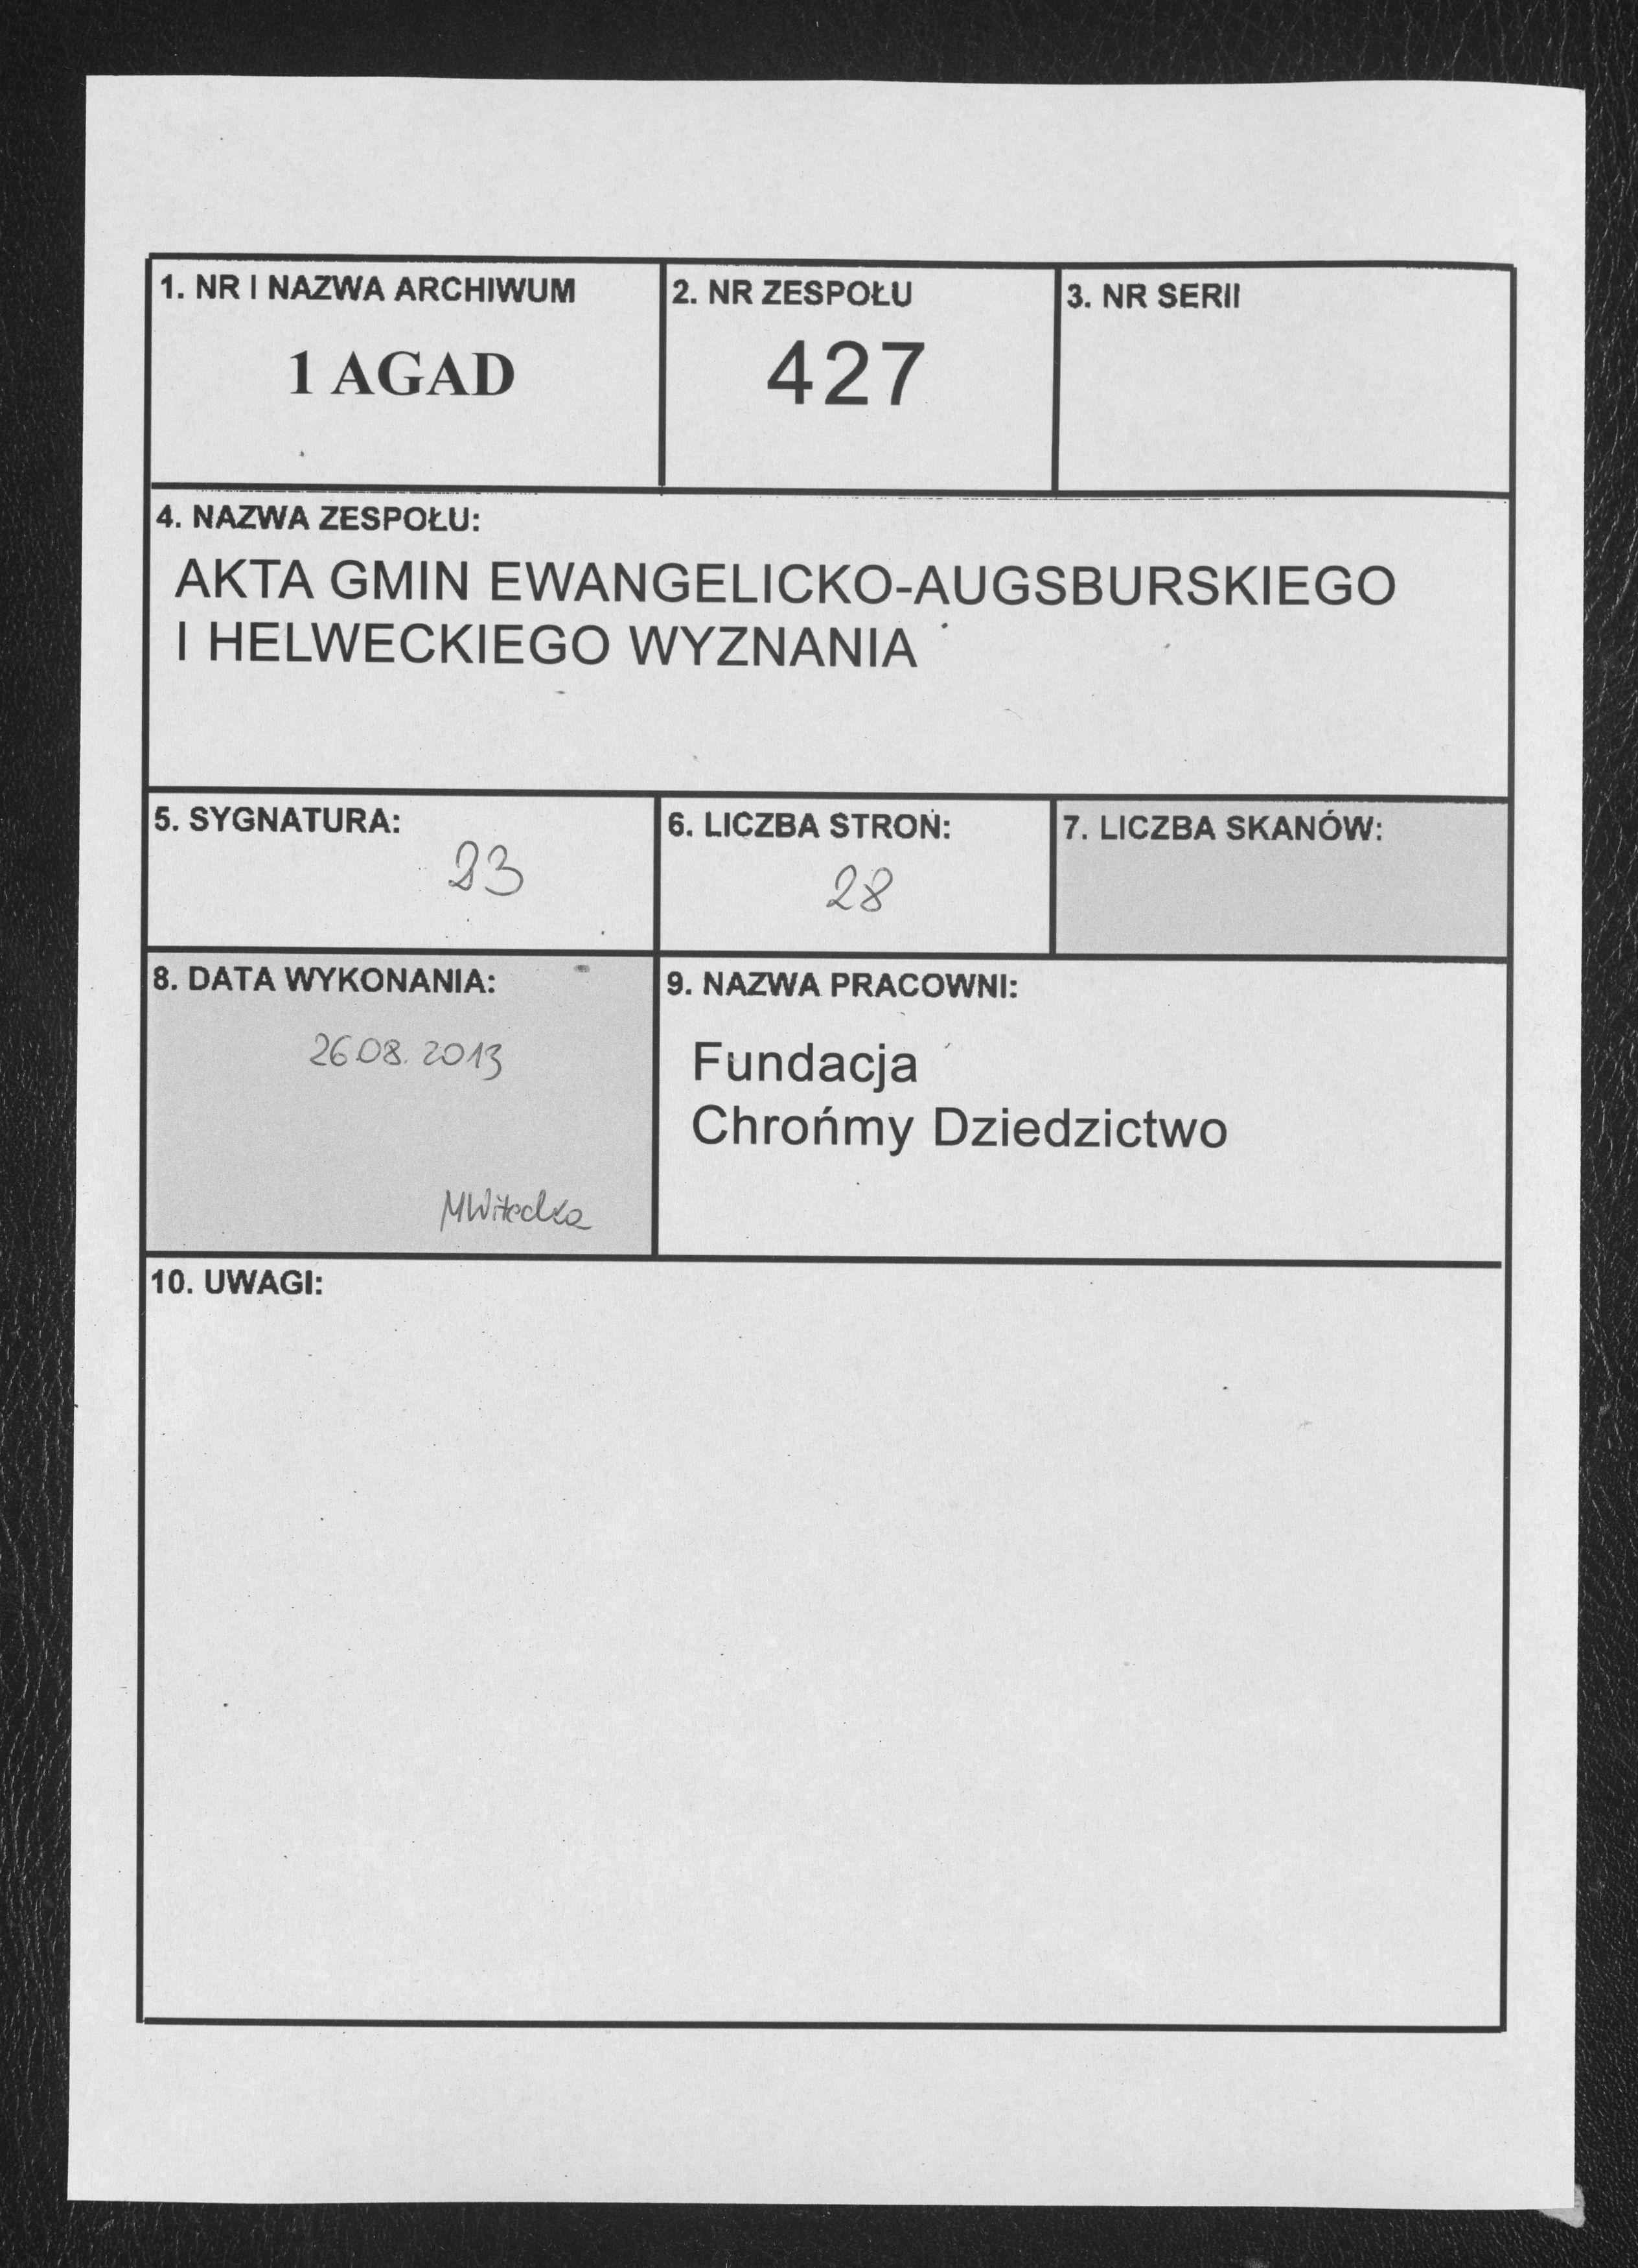 1. NR I NAZWA ARCHIWUM
1 AGAD
2. NR ZESPOŁU
427
3. NR SERII
4. NAZWA ZESPOŁU:
AKTA GMIN EWANGELICKO-AUGSBURSKIEGO
I HELWECKIEGO WYZNANIA
5. SYGNATURA:
23
6. LICZBA STRON:
28
7. LICZBA SKANÓW:
8. DATA WYKONANIA:
26.08.2013
9. NAZWA PRACOWNI:
Fundacja
Chrońmy Dziedzictwo
10. UWAGI: